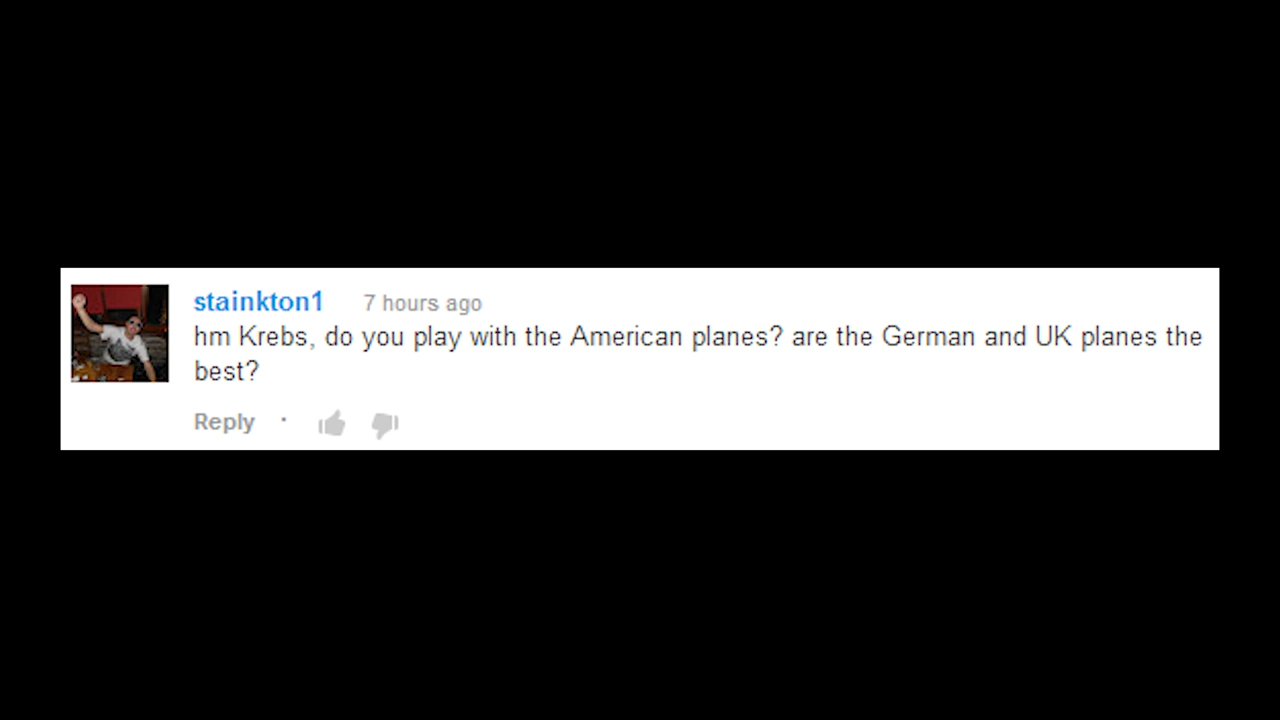 stainkton1 7 hours ago
hm Krebs, do you play with the American planes? are the German and UK planes the
best?
Reply ·